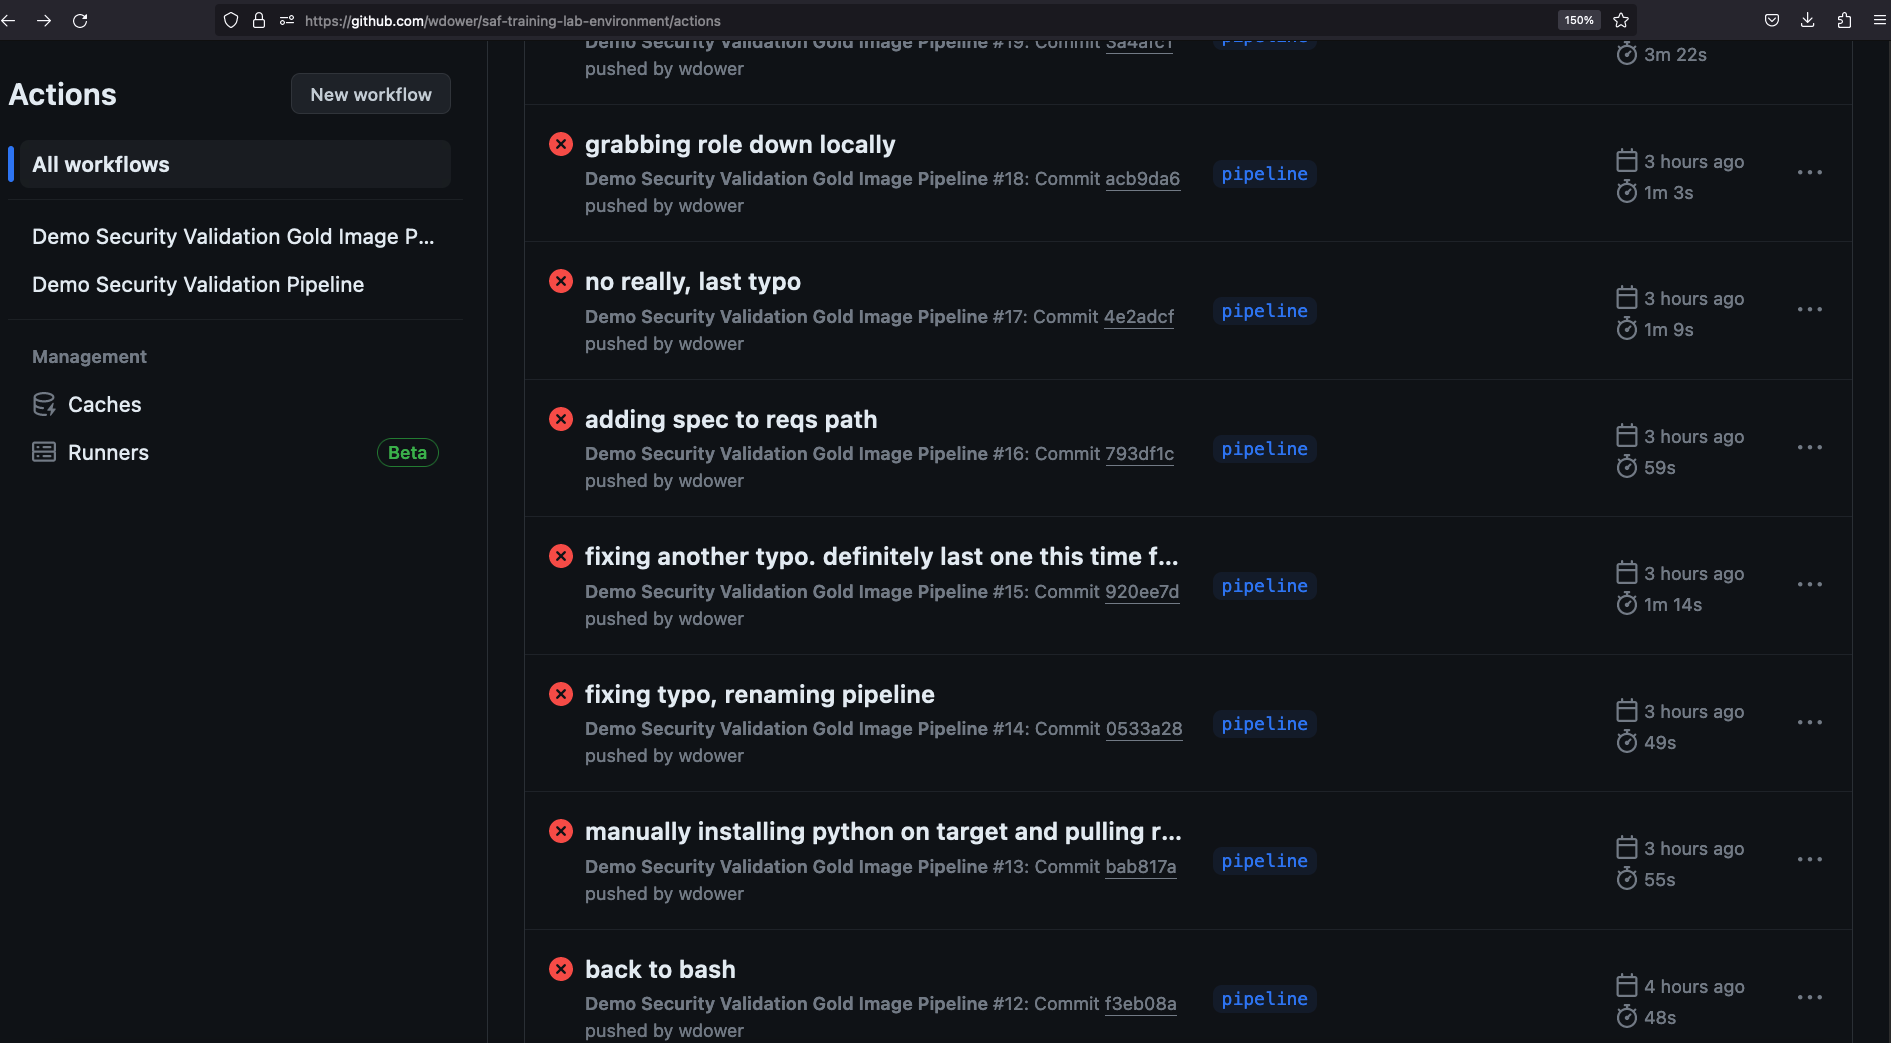 https://github.com/wdower/saf-training-lab-environment/actions
150%
Actions
New workflow
All workflows
Demo Security Validation Gold Image P...
Demo Security Validation Pipeline
Management
Caches
Runners
Beta
Demo Security Validation Gold Image Pipeline #19: Commit 3a4afc1
pushed by wdower
pipeline
3m 22s
grabbing role down locally
Demo Security Validation Gold Image Pipeline #18: Commit acb9da6
pushed by wdower
pipeline
3 hours ago
1m 3s
no really, last typo
Demo Security Validation Gold Image Pipeline #17: Commit 4e2adcf
pushed by wdower
pipeline
3 hours ago
1m 9s
adding spec to reqs path
Demo Security Validation Gold Image Pipeline #16: Commit 793df1c
pushed by wdower
pipeline
3 hours ago
59s
fixing another typo. definitely last one this time f...
Demo Security Validation Gold Image Pipeline #15: Commit 920ee7d
pushed by wdower
pipeline
3 hours ago
1m 14s
fixing typo, renaming pipeline
Demo Security Validation Gold Image Pipeline #14: Commit 0533a28
pushed by wdower
pipeline
3 hours ago
49s
manually installing python on target and pulling r...
Demo Security Validation Gold Image Pipeline #13: Commit bab817a
pushed by wdower
pipeline
3 hours ago
55s
back to bash
Demo Security Validation Gold Image Pipeline #12: Commit f3eb08a
pushed by wdower
pipeline
4 hours ago
48s